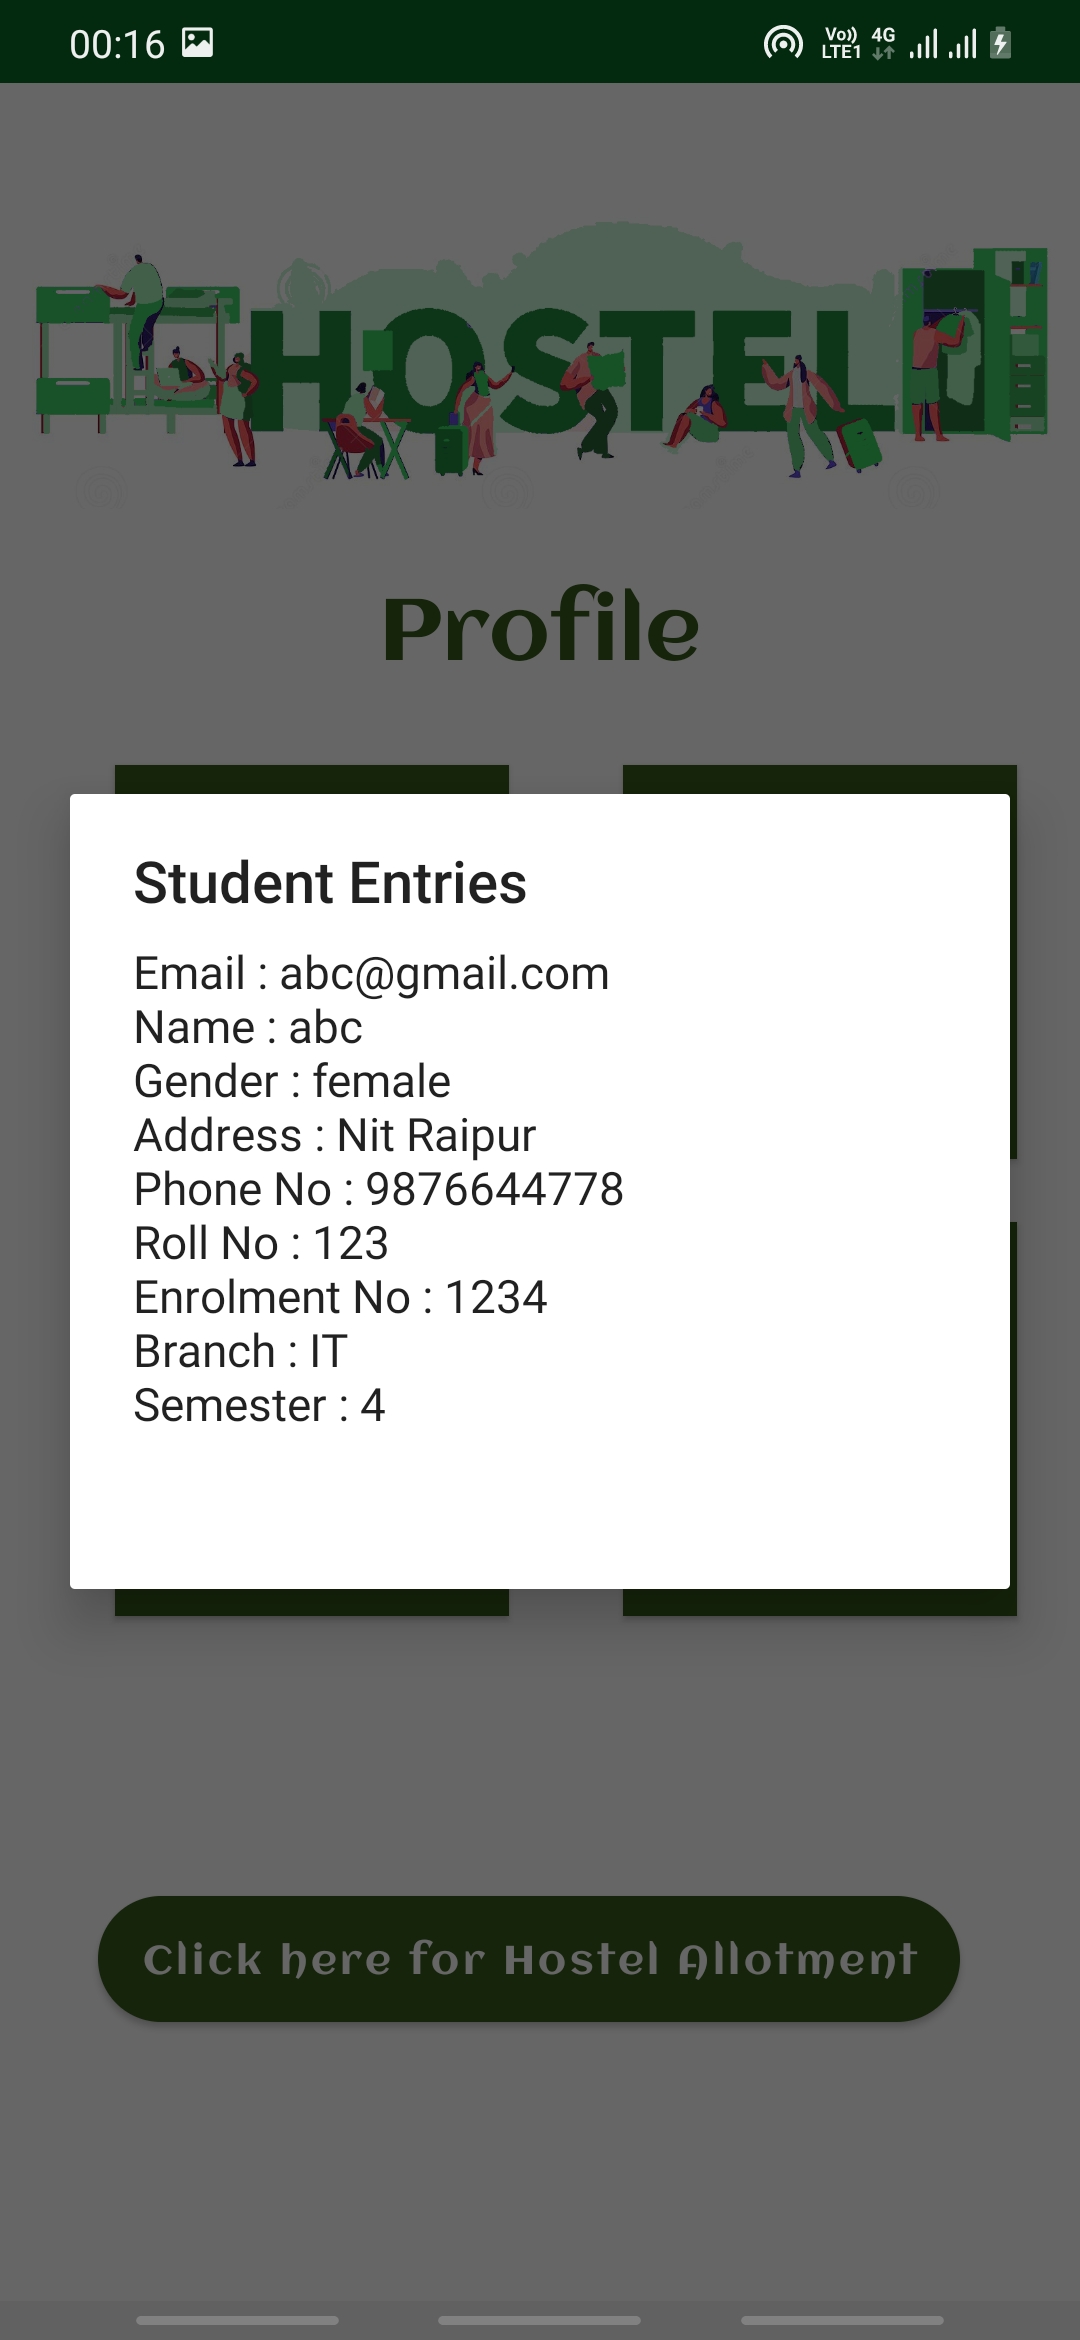 00:16
Vo)) LTE1 4G
HOSTEL
Profile
Student Entries
Email : abc@gmail.com
Name : abc
Gender : female
Address : Nit Raipur
Phone No : 9876644778
Roll No : 123
Enrolment No : 1234
Branch : IT
Semester : 4
Click here for Hostel Allotment